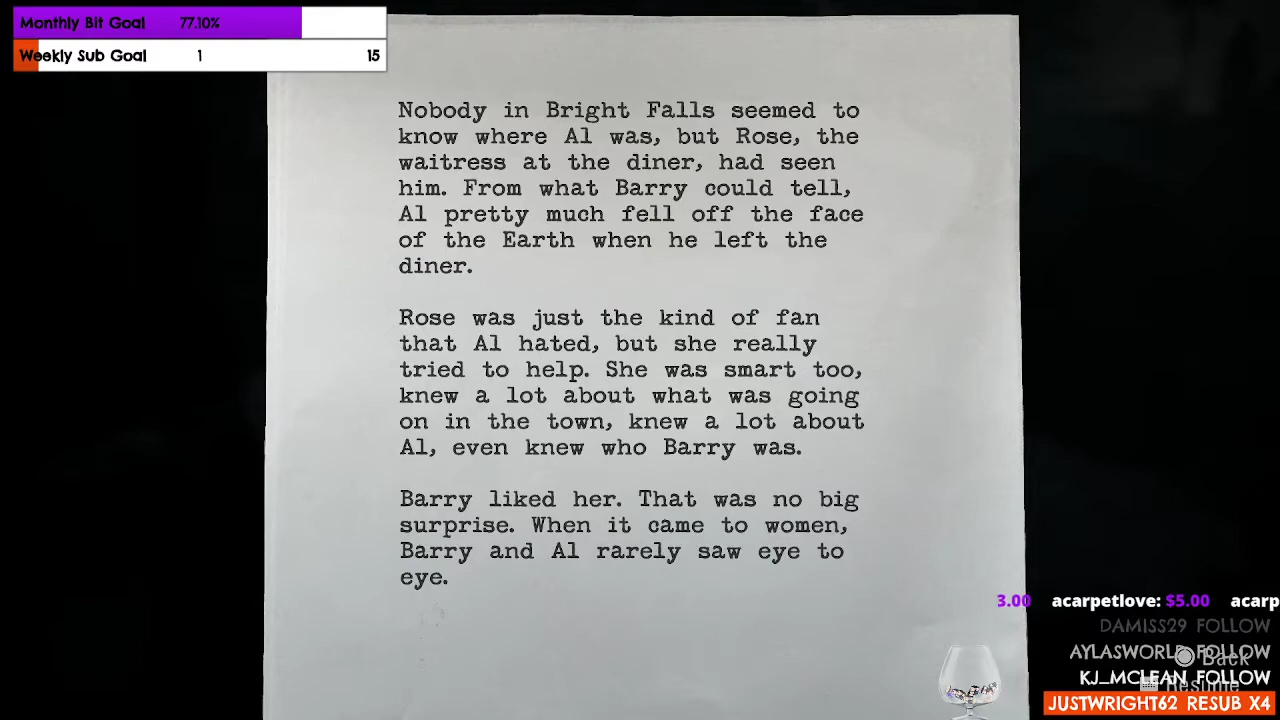 Monthly Bit Goal 77.10%
Weekly Sub Goal 1 15
Nobody in Bright Falls seemed to
know where Al was, but Rose, the
waitress at the diner, had seen
him. From what Barry could tell,
Al pretty much fell off the face
of the Earth when he left the
diner.
Rose was just the kind of fan
that Al hated, but she really
tried to help. She was smart too,
knew a lot about what was going
on in the town, knew a lot about
Al, even knew who Barry was.
Barry liked her. That was no big
surprise. When it came to women,
Barry and Al rarely saw eye to
eye.
3.00 acarpetlove: $5.00 acarp
DAMISS29 FOLLOW
AYLASWORLD FOLLOW
Back
KJ_MCLEAN FOLLOW
Resume
JUSTWRIGHT62 RESUB X4